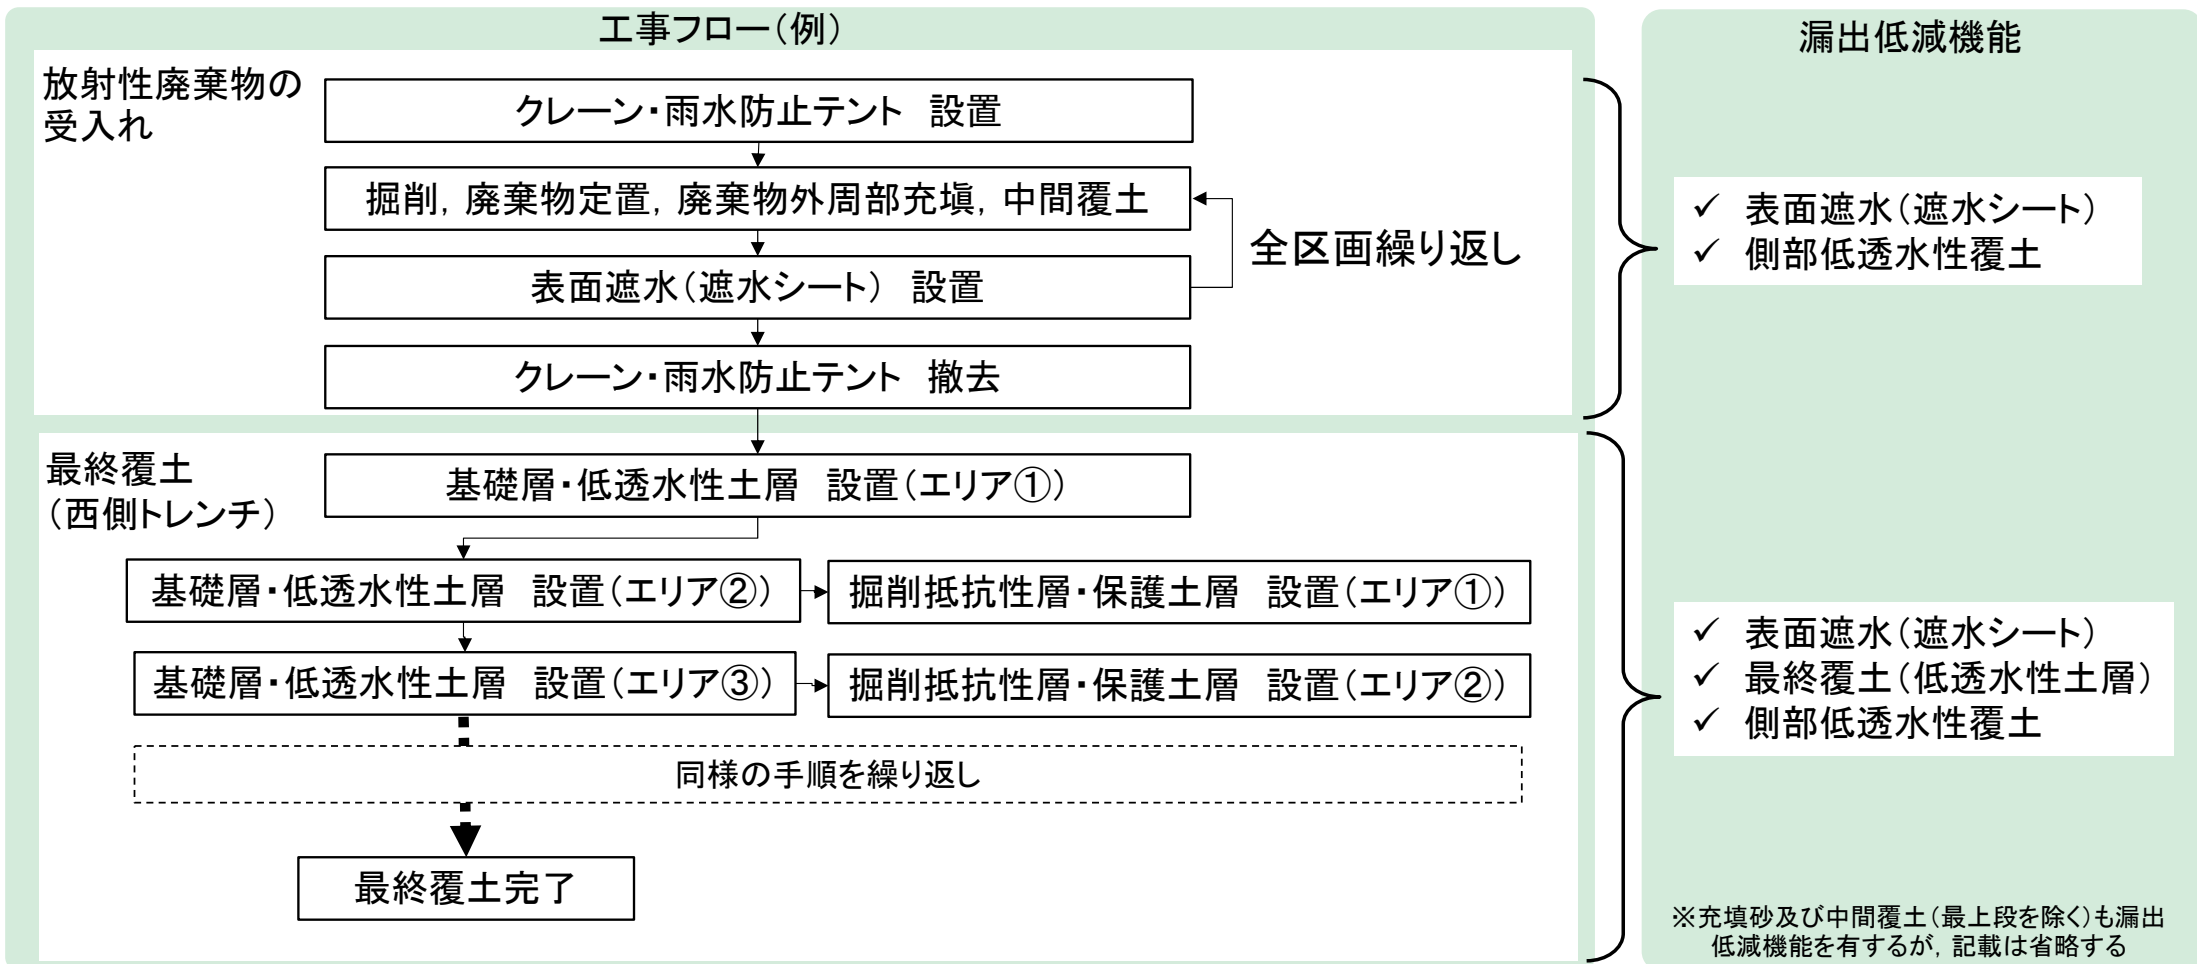 工事フロー(例)
放射性廃棄物の
受入れ
クレーン・雨水防止テント 設置
掘削,廃棄物定置,廃棄物外周部充塡,中間覆土
全区画繰り返し
表面遮水(遮水シート) 設置
クレーン・雨水防止テント 撤去
最終覆土
(西側トレンチ)
基礎層・低透水性土層 設置(エリア①)
基礎層・低透水性土層 設置(エリア②)
掘削抵抗性層・保護土層 設置(エリア①)
基礎層・低透水性土層 設置(エリア③)
掘削抵抗性層・保護土層 設置(エリア②)
同様の手順を繰り返し
最終覆土完了
漏出低減機能
✓ 表面遮水(遮水シート)
✓ 側部低透水性覆土
✓ 表面遮水(遮水シート)
✓ 最終覆土(低透水性土層)
✓ 側部低透水性覆土
※充填砂及び中間覆土(最上段を除く)も漏出
低減機能を有するが,記載は省略する